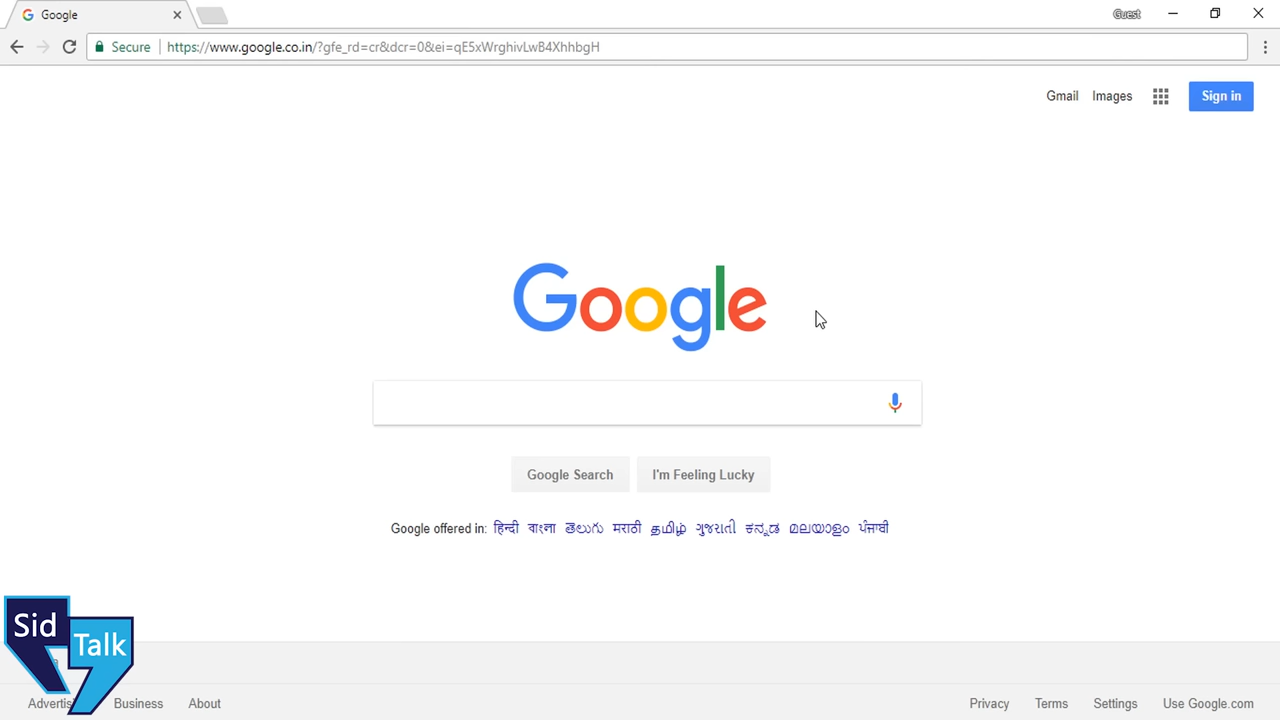 Google
Guest
Secure
https://www.google.co.in/?gfe_rd=cr&dcr=0&ei=qE5xWrghivLwB4XhhbgH
Gmail Images Sign in
Google
Google Search I'm Feeling Lucky
Google offered in: हिन्दी বাংলা తెలుగు मराठी தமிழ் ગુજરાતી ಕನ್ನಡ മലയാളം ਪੰਜਾਬੀ
Sid
Talk
Business About Privacy Terms Settings Use Google.com